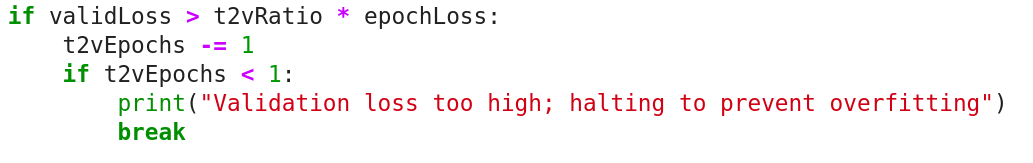 if validLoss > t2vRatio * epochLoss:
    t2vEpochs -= 1
    if t2vEpochs < 1:
        print("Validation loss too high; halting to prevent overfitting")
        break